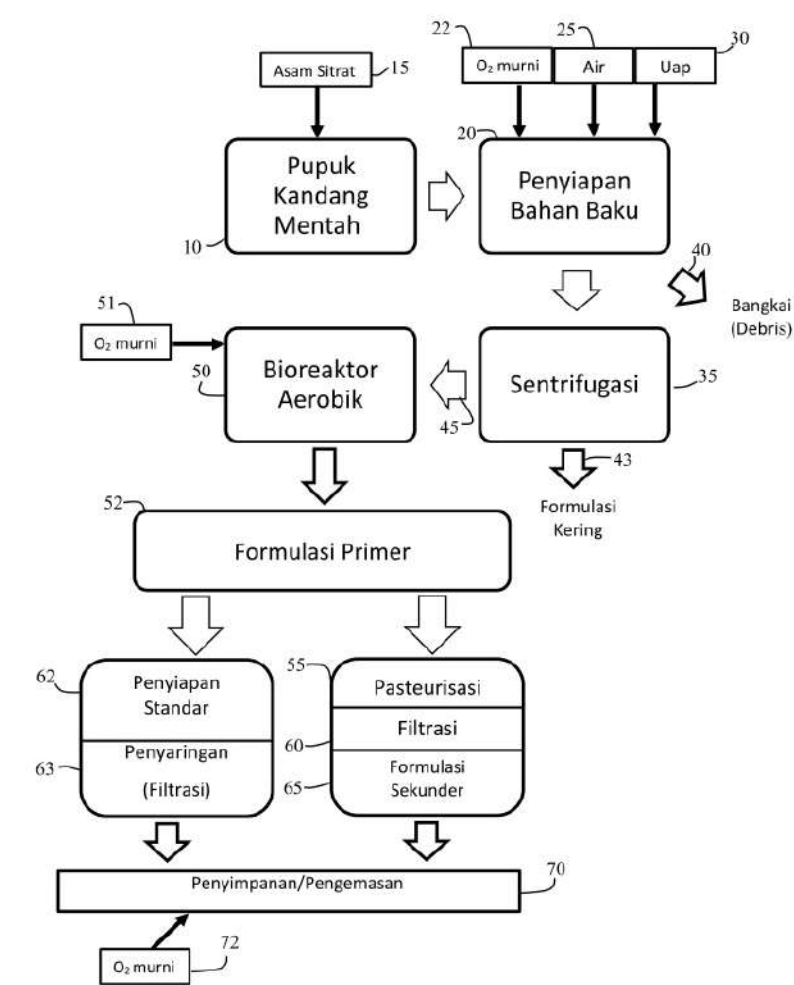 22
25
30
O₂ murni
Air
Uap
Asam Sitrat
15
20
Pupuk
Kandang
Mentah
10
Penyiapan
Bahan Baku
40
Bangkai
(Debris)
51
O₂ murni
50
Bioreaktor
Aerobik
45
Sentrifugasi
35
43
Formulasi
Kering
52
Formulasi Primer
62
Penyiapan
Standar
63
Penyaringan
(Filtrasi)
55
Pasteurisasi
60
Filtrasi
65
Formulasi
Sekunder
Penyimpanan/Pengemasan
70
O₂ murni
72